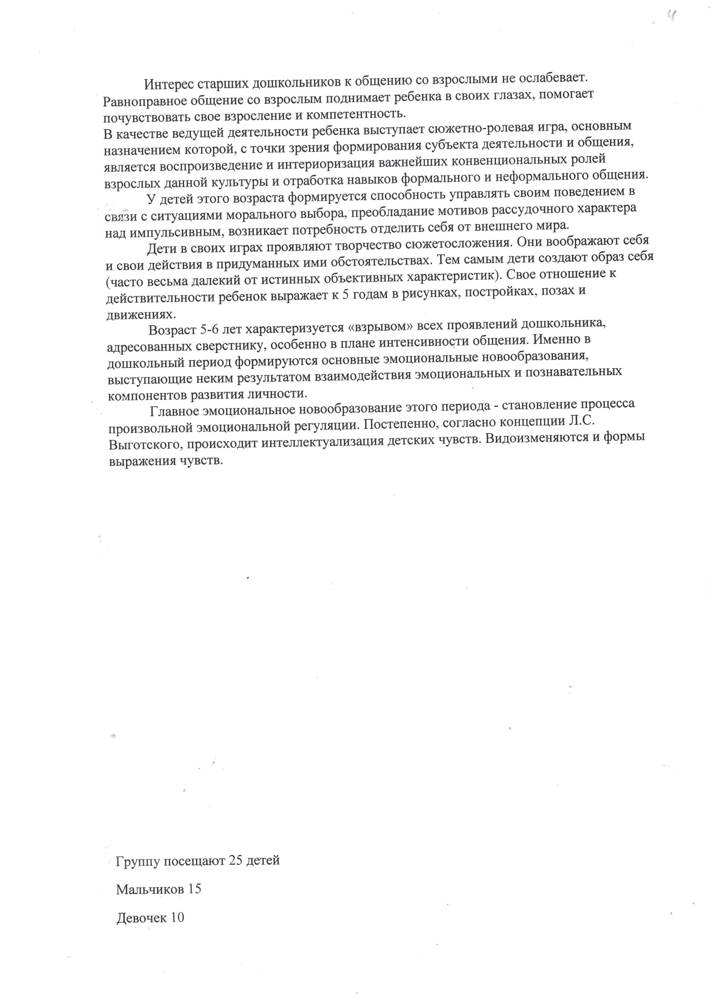 4
Интерес старших дошкольников к общению со взрослыми не ослабевает.
Равноправное общение со взрослым поднимает ребенка в своих глазах, помогает
почувствовать свое взросление и компетентность.
В качестве ведущей деятельности ребенка выступает сюжетно-ролевая игра, основным
назначением которой, с точки зрения формирования субъекта деятельности и общения,
является воспроизведение и интериоризация важнейших конвенциональных ролей
взрослых данной культуры и отработка навыков формального и неформального общения.
У детей этого возраста формируется способность управлять своим поведением в
связи с ситуациями морального выбора, преобладание мотивов рассудочного характера
над импульсивным, возникает потребность отделить себя от внешнего мира.
Дети в своих играх проявляют творчество сюжетосложения. Они воображают себя
и свои действия в придуманных ими обстоятельствах. Тем самым дети создают образ себя
(часто весьма далекий от истинных объективных характеристик). Свое отношение к
действительности ребенок выражает к 5 годам в рисунках, постройках, позах и
движениях.
Возраст 5-6 лет характеризуется «взрывом» всех проявлений дошкольника,
адресованных сверстнику, особенно в плане интенсивности общения. Именно в
дошкольный период формируются основные эмоциональные новообразования,
выступающие неким результатом взаимодействия эмоциональных и познавательных
компонентов развития личности.
Главное эмоциональное новообразование этого периода - становление процесса
произвольной эмоциональной регуляции. Постепенно, согласно концепции Л.С.
Выготского, происходит интеллектуализация детских чувств. Видоизменяются и формы
выражения чувств.
Группу посещают 25 детей
Мальчиков 15
Девочек 10